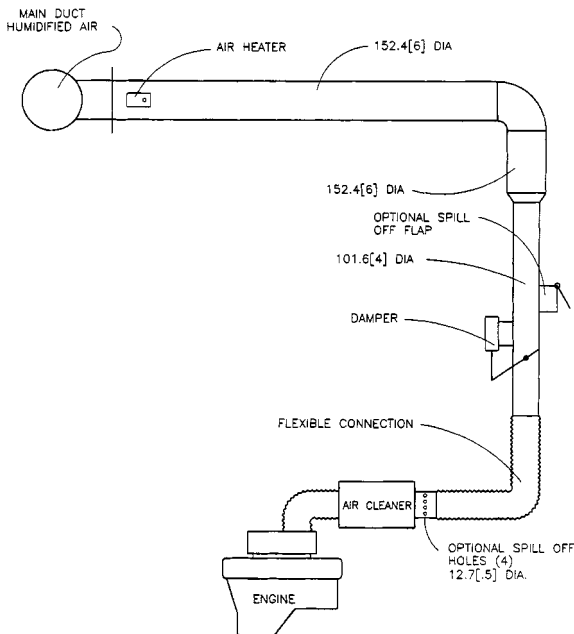 MAIN DUCT
HUMIDIFIED AIR
AIR HEATER
152.4[6] DIA
152.4[6] DIA
OPTIONAL SPILL
OFF FLAP
101.6[4] DIA
DAMPER
FLEXIBLE CONNECTION
AIR CLEANER
OPTIONAL SPILL OFF
HOLES (4)
12.7[.5] DIA.
ENGINE